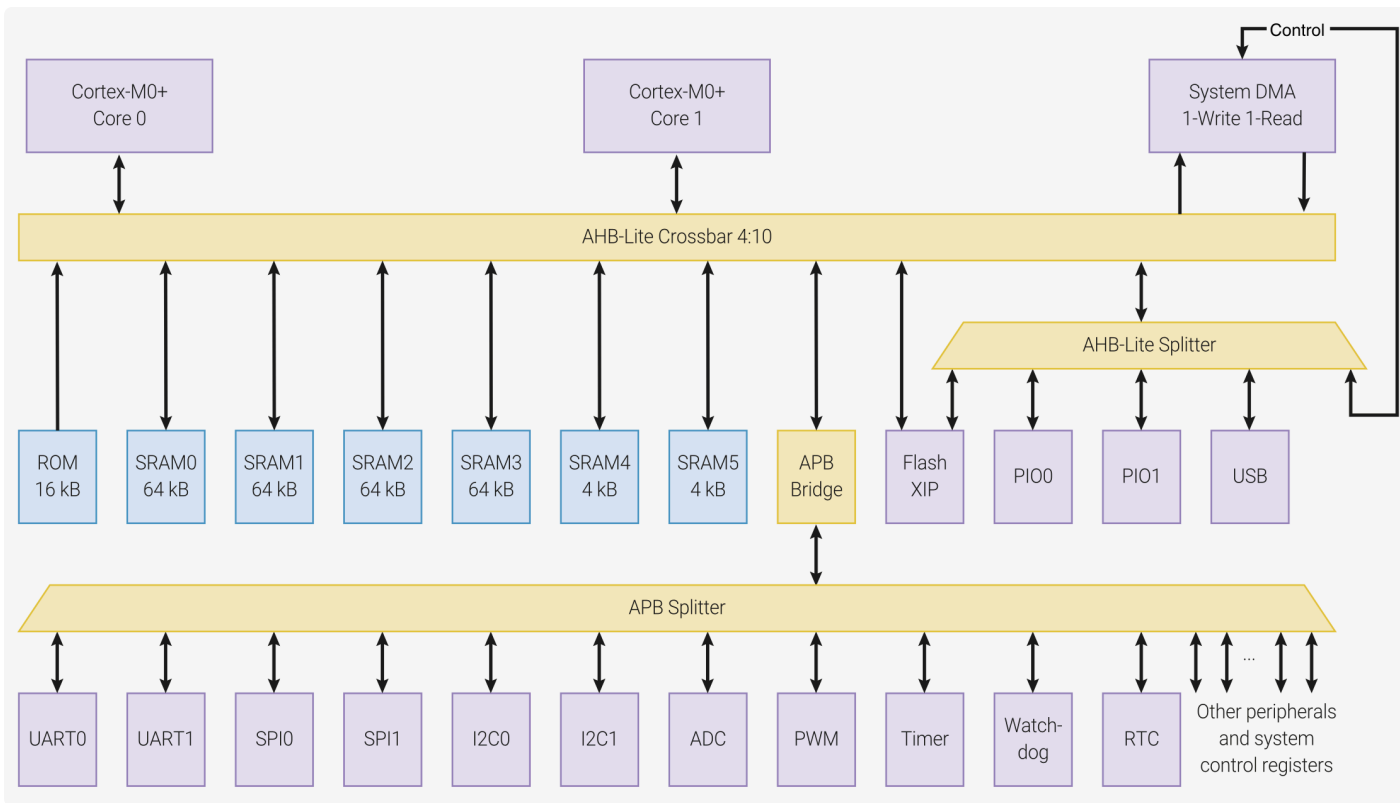 Control
Cortex-M0+
Core 0
Cortex-M0+
Core 1
System DMA
1-Write 1-Read
AHB-Lite Crossbar 4:10
AHB-Lite Splitter
ROM
16 kB
SRAM0
64 kB
SRAM1
64 kB
SRAM2
64 kB
SRAM3
64 kB
SRAM4
4 kB
SRAM5
4 kB
APB
Bridge
Flash
XIP
PIO0
PIO1
USB
APB Splitter
UART0
UART1
SPI0
SPI1
I2C0
I2C1
ADC
PWM
Timer
Watch-
dog
RTC
...
Other peripherals
and system
control registers